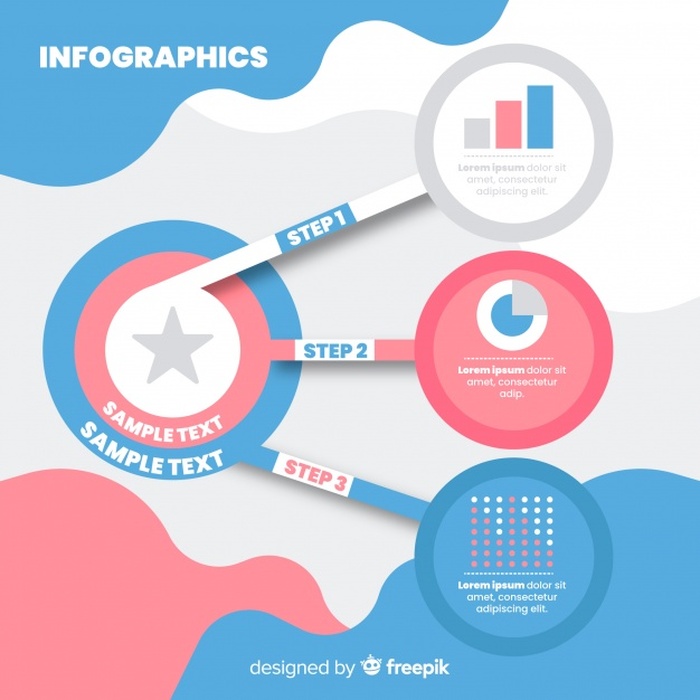 INFOGRAPHICS
Lorem ipsum dolor sit
amet, consectetur
adipiscing elit.
STEP 1
STEP 2
Lorem ipsum dolor sit
amet, consectetur
adip.
SAMPLE TEXT
SAMPLE TEXT
STEP 3
Lorem ipsum dolor sit
amet, consectetur
adipiscing elit.
designed by freepik